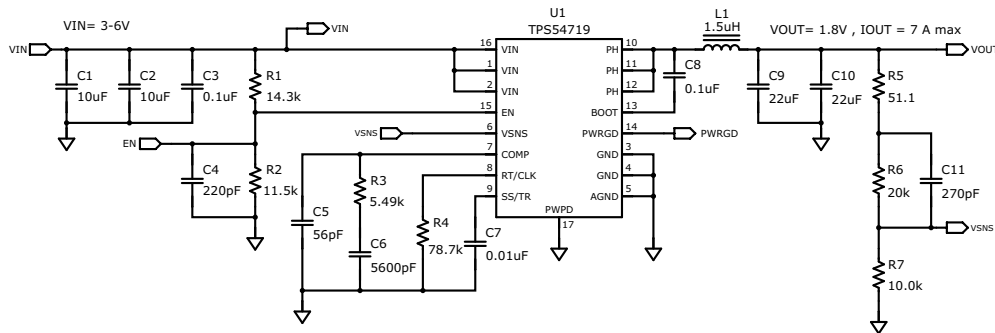 VIN= 3-6V
VIN
VIN
C1
10uF
C2
10uF
C3
0.1uF
R1
14.3k
EN
C4
220pF
R2
11.5k
VSNS
C5
56pF
R3
5.49k
C6
5600pF
R4
78.7k
C7
0.01uF
U1
TPS54719
16 VIN
1 VIN
2 VIN
15 EN
6 VSNS
7 COMP
8 RT/CLK
9 SS/TR
PH 10
PH 11
PH 12
BOOT 13
PWRGD 14
GND 3
GND 4
AGND 5
PWPD
17
PWRGD
C8
0.1uF
L1
1.5uH
VOUT= 1.8V , IOUT = 7 A max
VOUT
C9
22uF
C10
22uF
R5
51.1
R6
20k
C11
270pF
VSNS
R7
10.0k